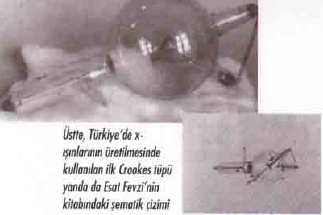 Üstte, Türkiye'de x-
ışınlarının üretilmesinde
kullanılan ilk Crookes tüpü
yanda da Esat Fevzi'nin
kitabındaki şematik çizimi